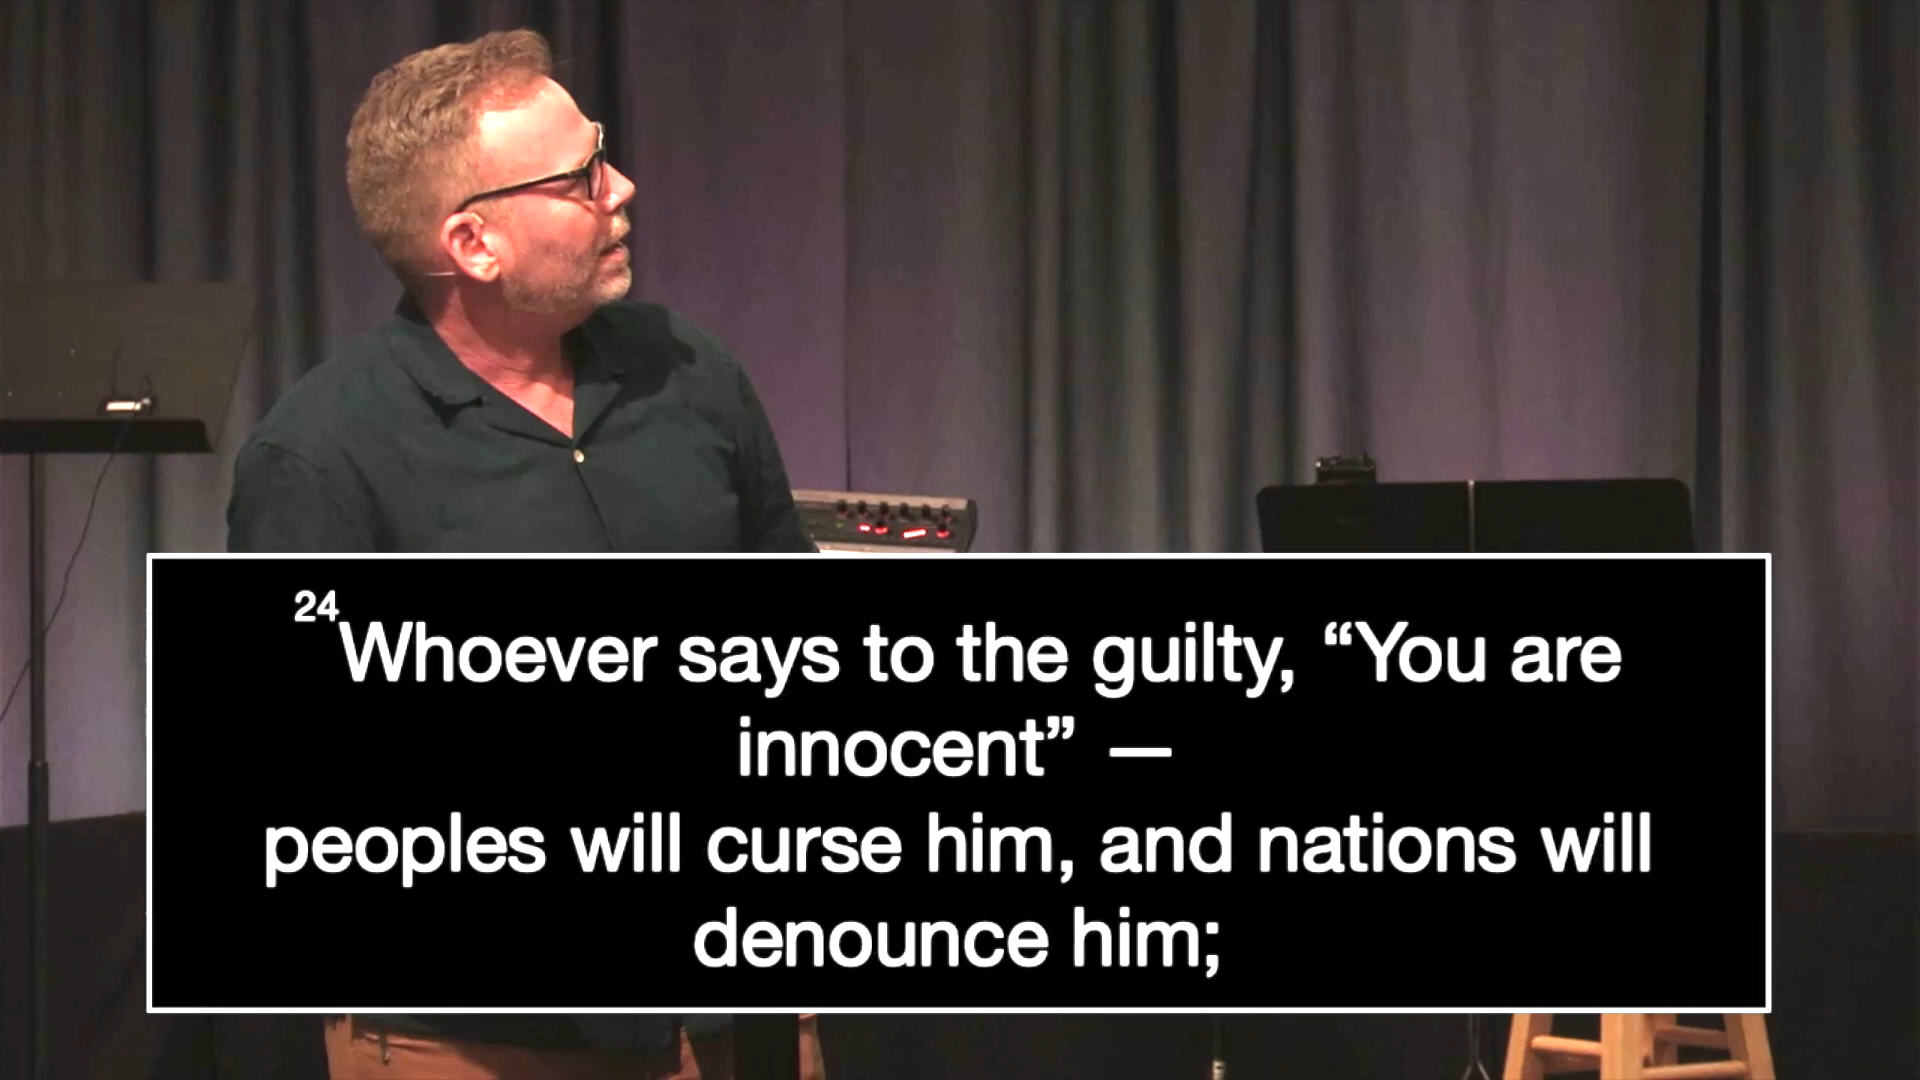 24Whoever says to the guilty, “You are
innocent” —
peoples will curse him, and nations will
denounce him;